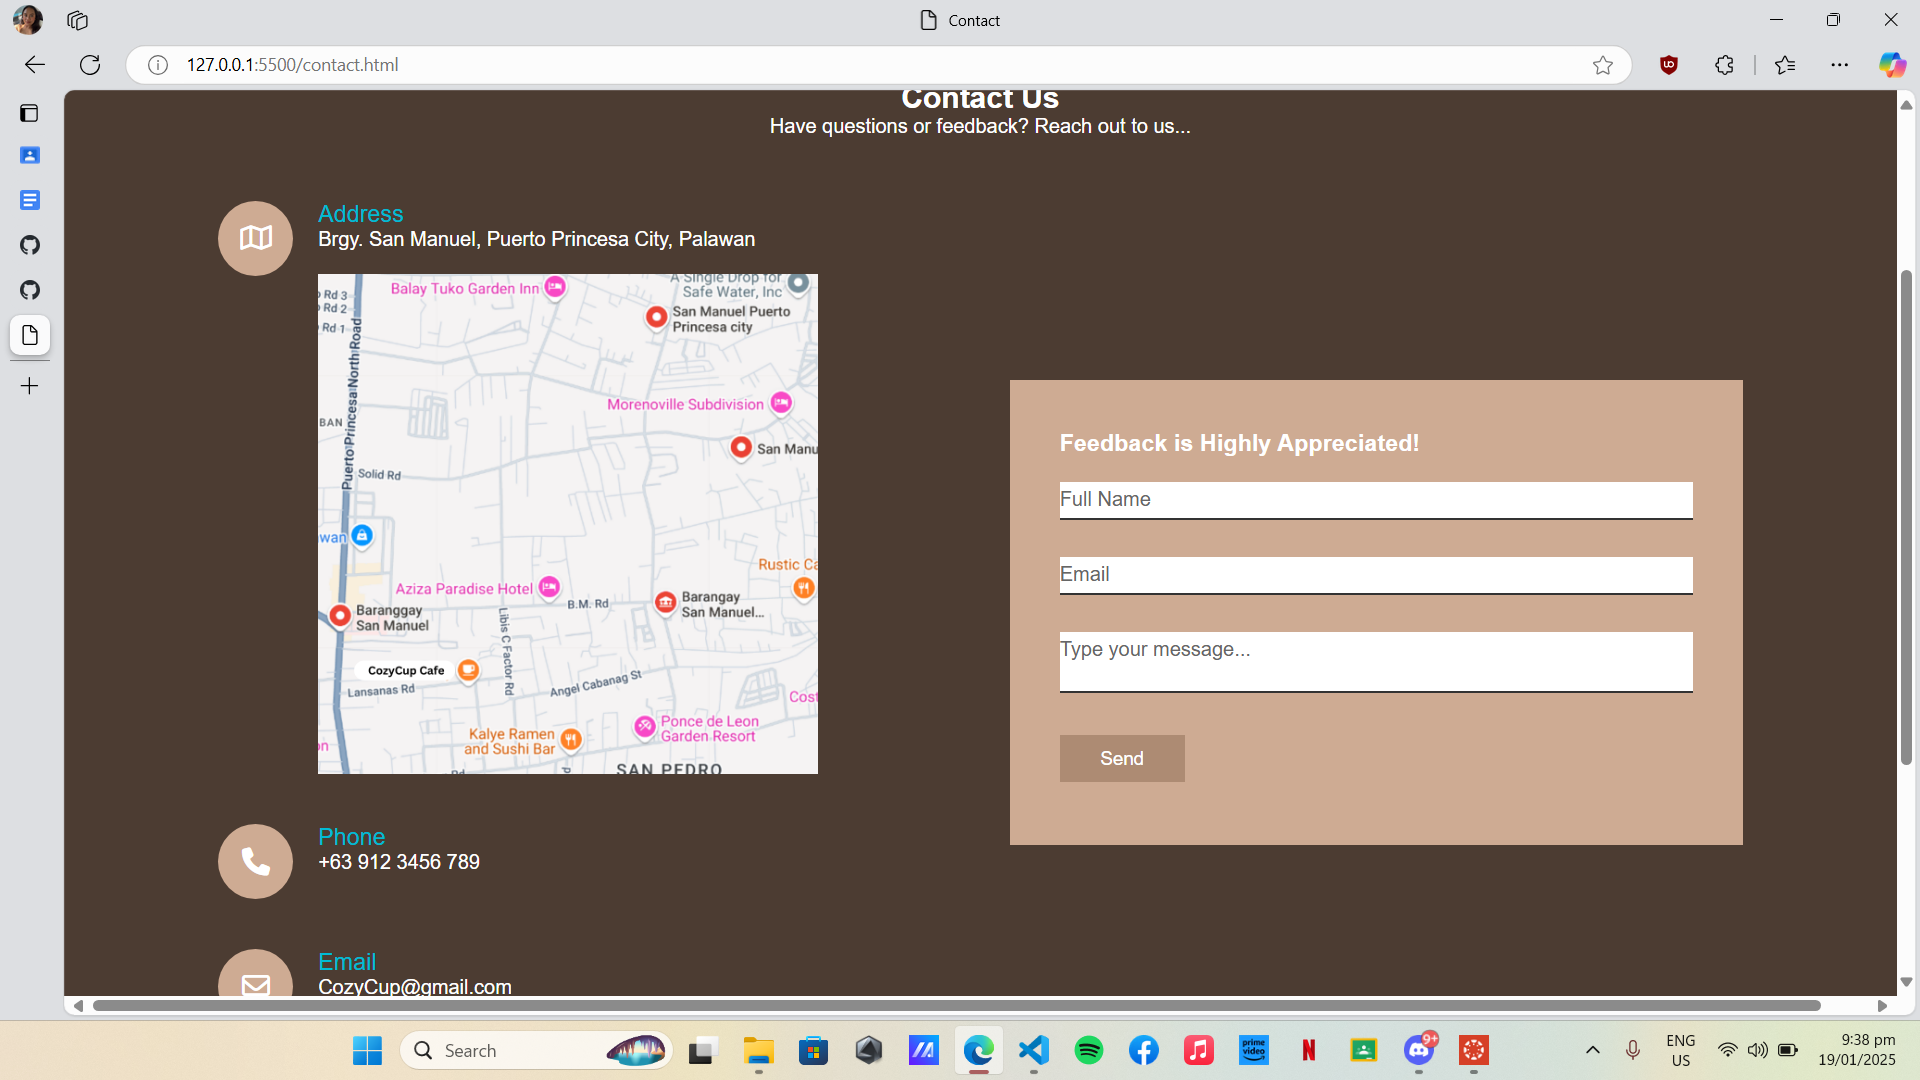 Contact
127.0.0.1:5500/contact.html
Contact Us
Have questions or feedback? Reach out to us...
Address
Brgy. San Manuel, Puerto Princesa City, Palawan
Balay Tuko Garden Inn
A Single Drop for
Safe Water, Inc
Rd 3
Rd 2
Rd 1
San Manuel Puerto
Princesa city
Puerto Princesa North Road
Morenoville Subdivision
BAN
San Manu
Solid Rd
wan
Rustic Ca
Aziza Paradise Hotel
B.M. Rd
Barangay
San Manuel...
Baranggay
San Manuel
Libis C Factor Rd
CozyCup Cafe
Lansanas Rd
Angel Cabanag St
Cost
Ponce de Leon
Garden Resort
Kalye Ramen
and Sushi Bar
on
SAN PEDRO
Rd
Feedback is Highly Appreciated!
Full Name
Email
Type your message...
Send
Phone
+63 912 3456 789
Email
CozyCup@gmail.com
Search
prime
video
N
9+
ENG
US
9:38 pm
19/01/2025